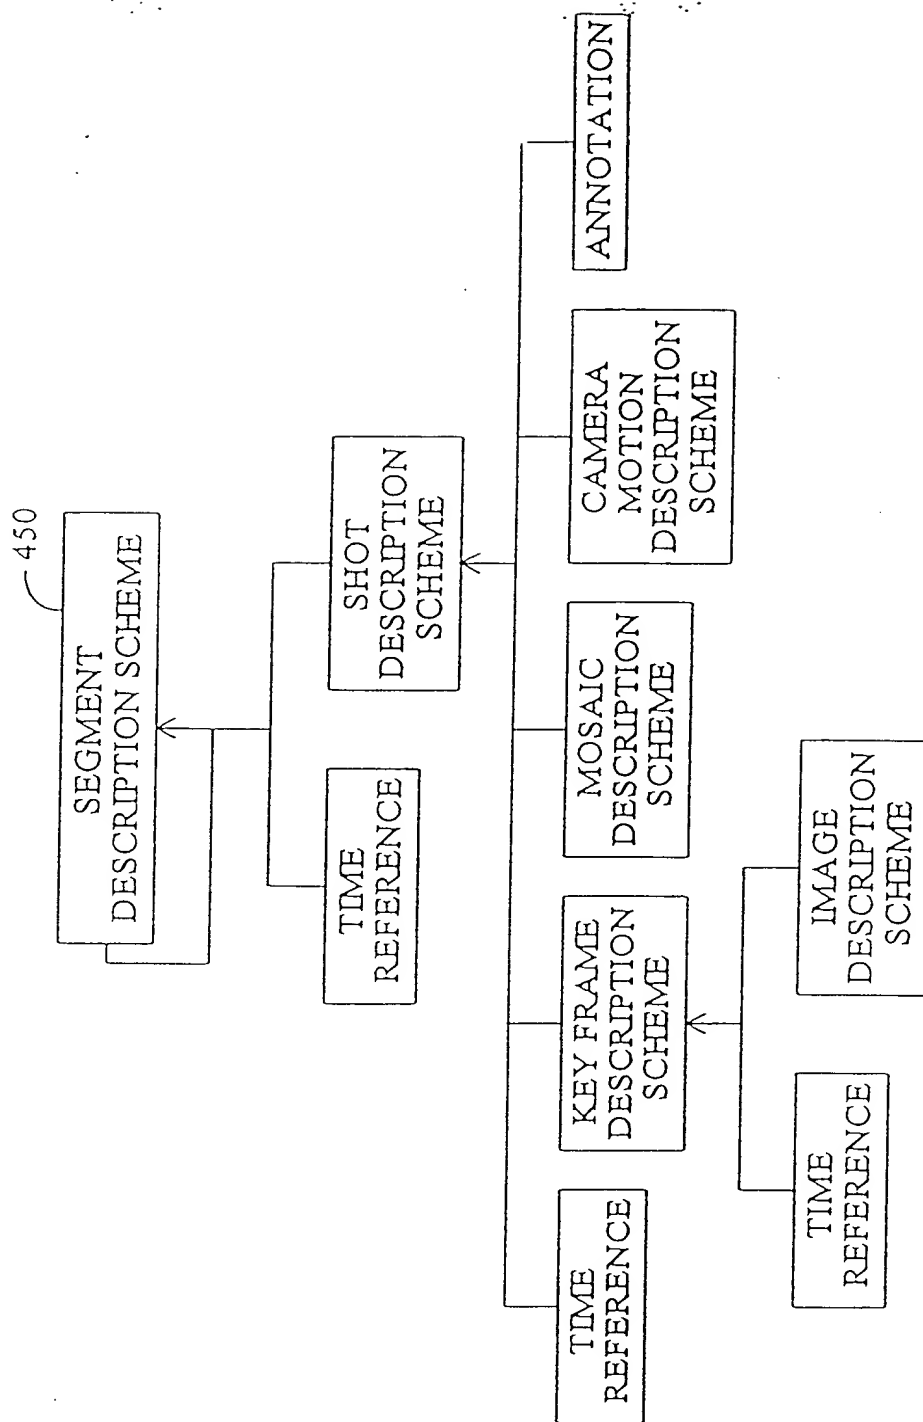 450
SEGMENT
DESCRIPTION SCHEME
TIME
REFERENCE
SHOT
DESCRIPTION
SCHEME
TIME
REFERENCE
KEY FRAME
DESCRIPTION
SCHEME
MOSAIC
DESCRIPTION
SCHEME
CAMERA
MOTION
DESCRIPTION
SCHEME
ANNOTATION
TIME
REFERENCE
IMAGE
DESCRIPTION
SCHEME